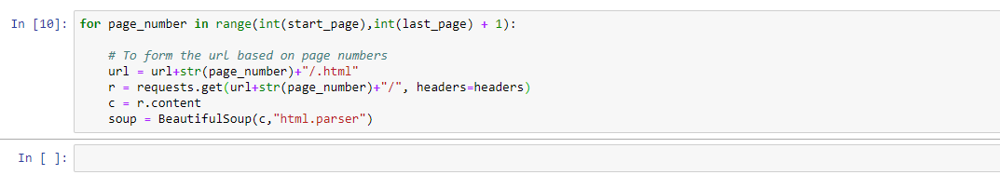 In [10]: for page_number in range(int(start_page),int(last_page) + 1):
# To form the url based on page numbers
url = url+str(page_number)+"/.html"
r = requests.get(url+str(page_number)+"/", headers=headers)
c = r.content
soup = BeautifulSoup(c,"html.parser")
In [ ]: